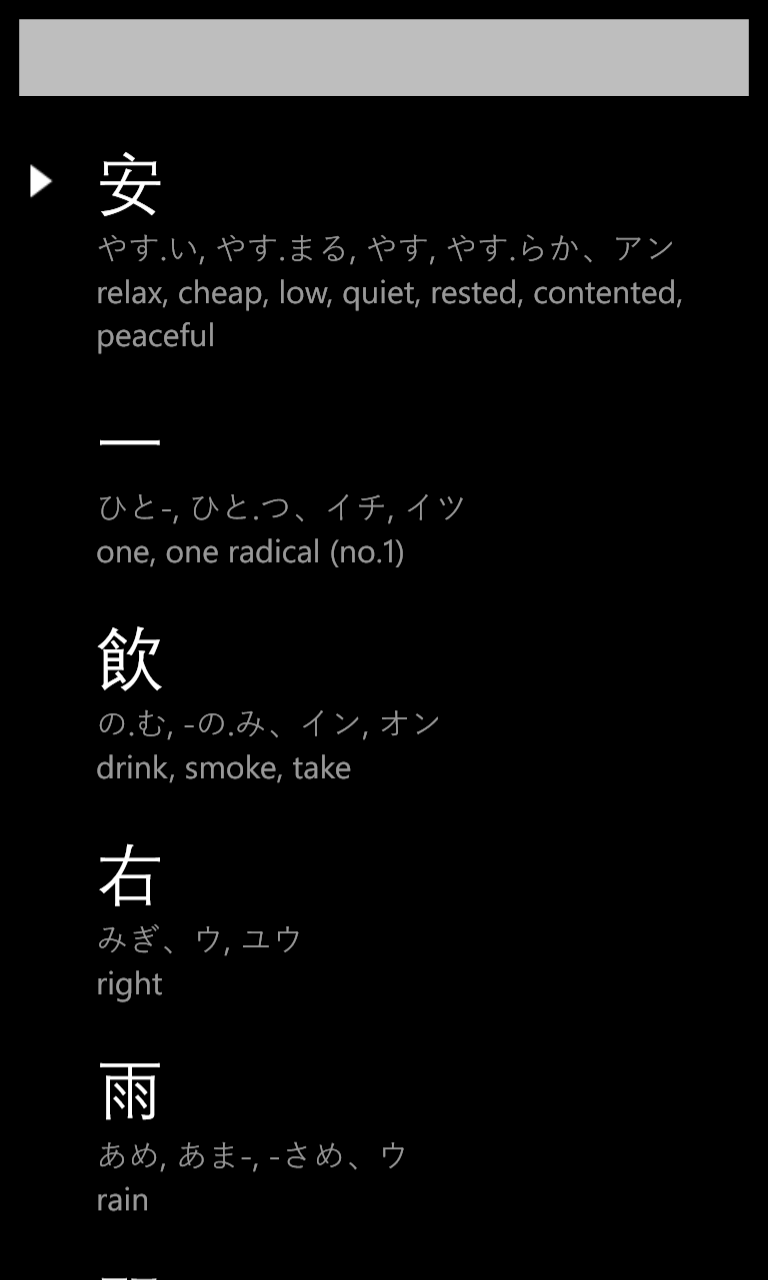 安
やす.い, やす.まる, やす, やす.らか、アン
relax, cheap, low, quiet, rested, contented,
peaceful
一
ひと-, ひと.つ、イチ, イツ
one, one radical (no.1)
飲
の.む, -の.み、イン, オン
drink, smoke, take
右
みぎ、ウ, ユウ
right
雨
あめ, あま-, -さめ、ウ
rain